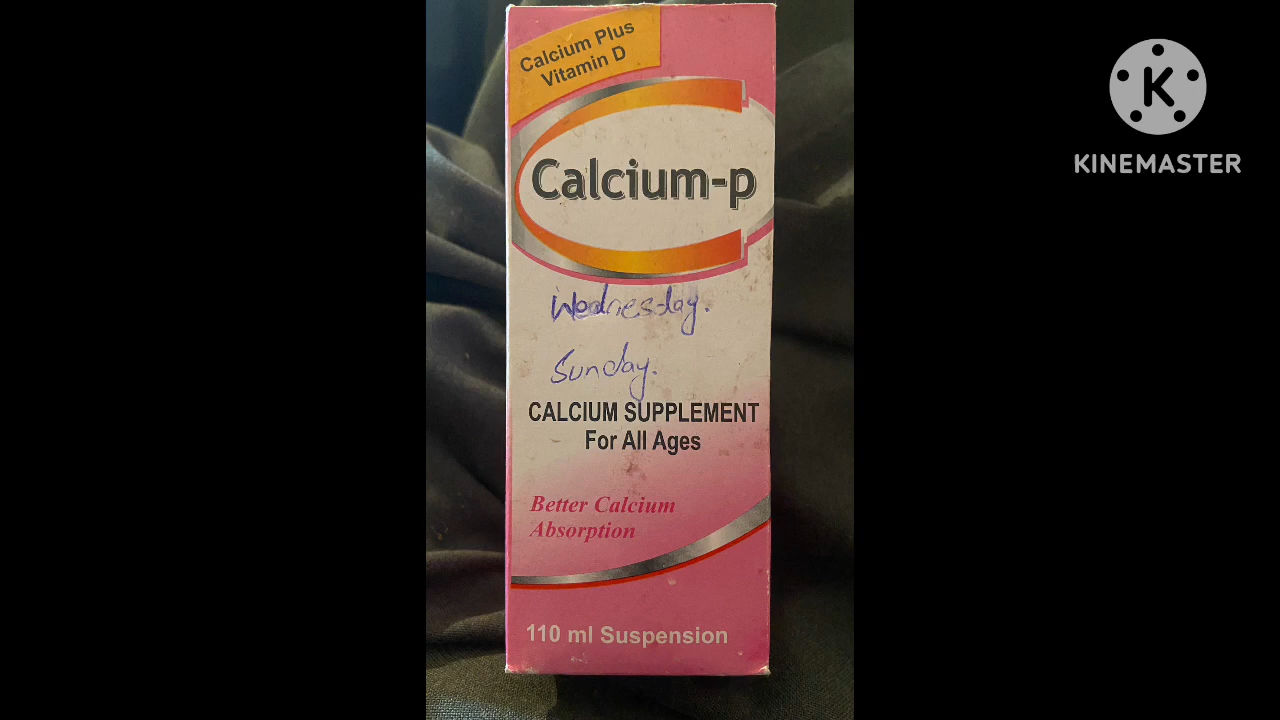 Calcium Plus
Vitamin D
Calcium-p
Wednesday.
Sunday.
CALCIUM SUPPLEMENT
For All Ages
Better Calcium
Absorption
110 ml Suspension
K
KINEMASTER